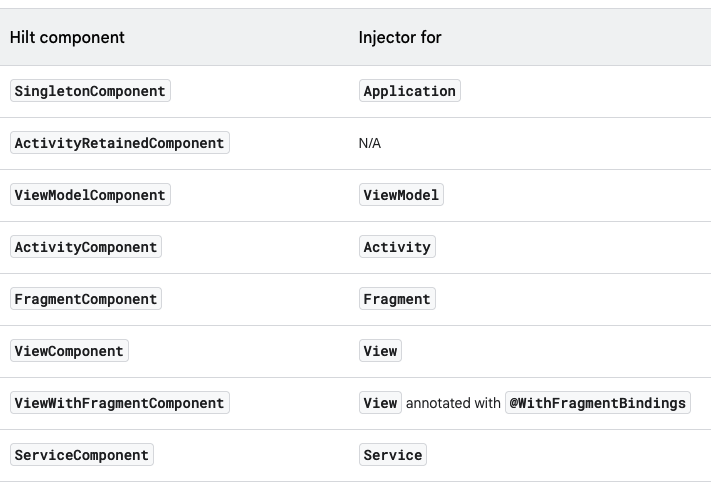 Hilt component Injector for
SingletonComponent Application
ActivityRetainedComponent N/A
ViewModelComponent ViewModel
ActivityComponent Activity
FragmentComponent Fragment
ViewComponent View
ViewWithFragmentComponent View annotated with @WithFragmentBindings
ServiceComponent Service